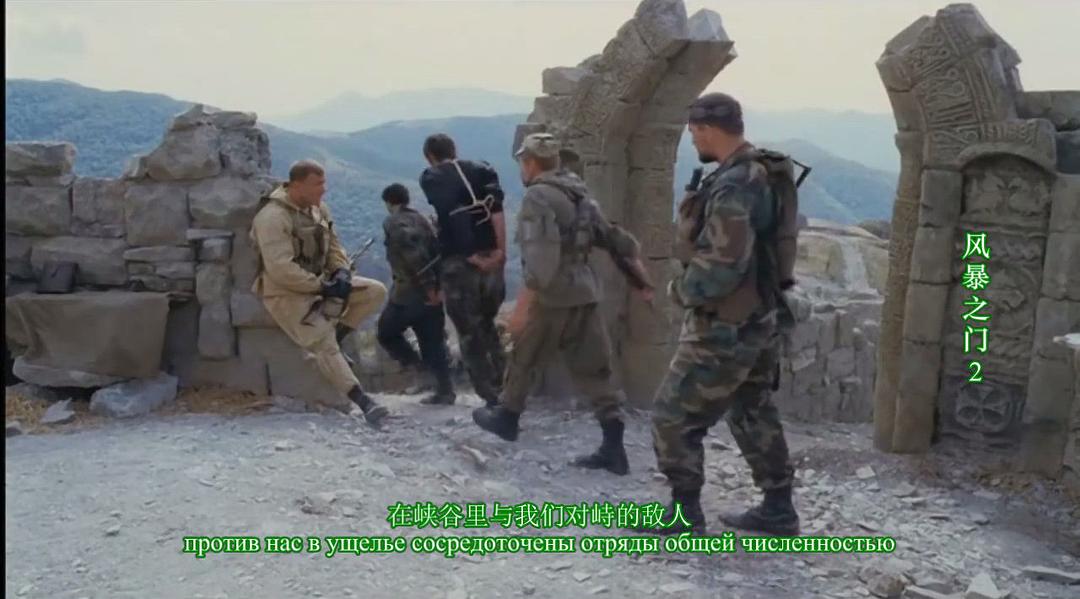 风暴之门2
在峡谷里与我们对峙的敌人
против нас в ущелье сосредоточены отряды общей численностью